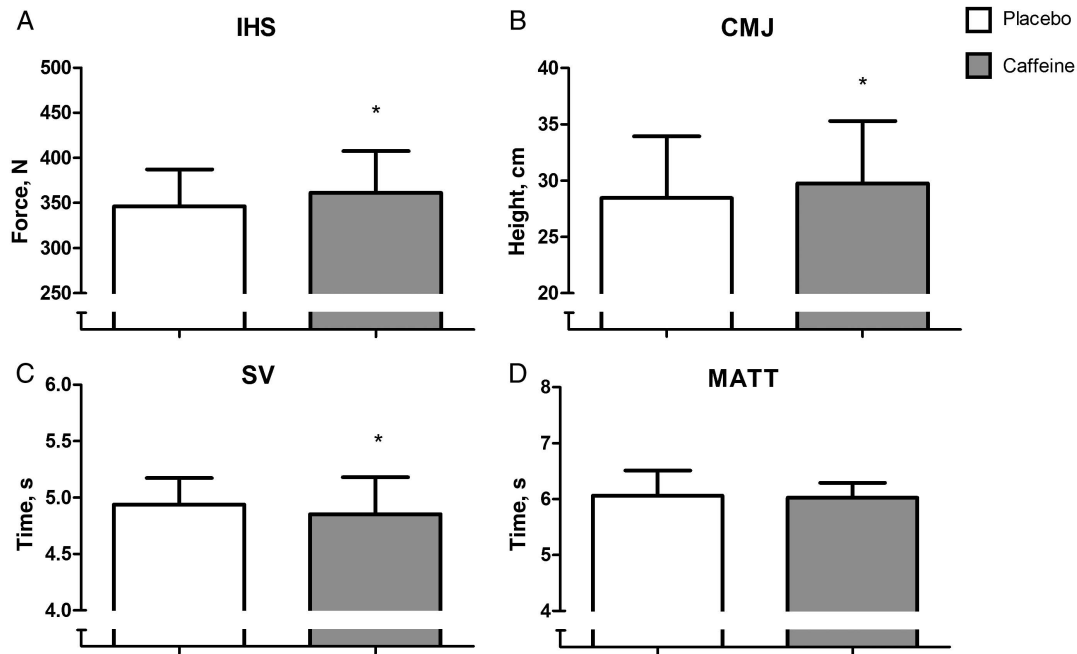 A
IHS
500
450
400
350
300
250
Force, N
*
B
CMJ
40
35
30
25
20
Height, cm
*
Placebo
Caffeine
C
SV
6.0
5.5
5.0
4.5
4.0
Time, s
*
D
MATT
8
7
6
5
4
Time, s